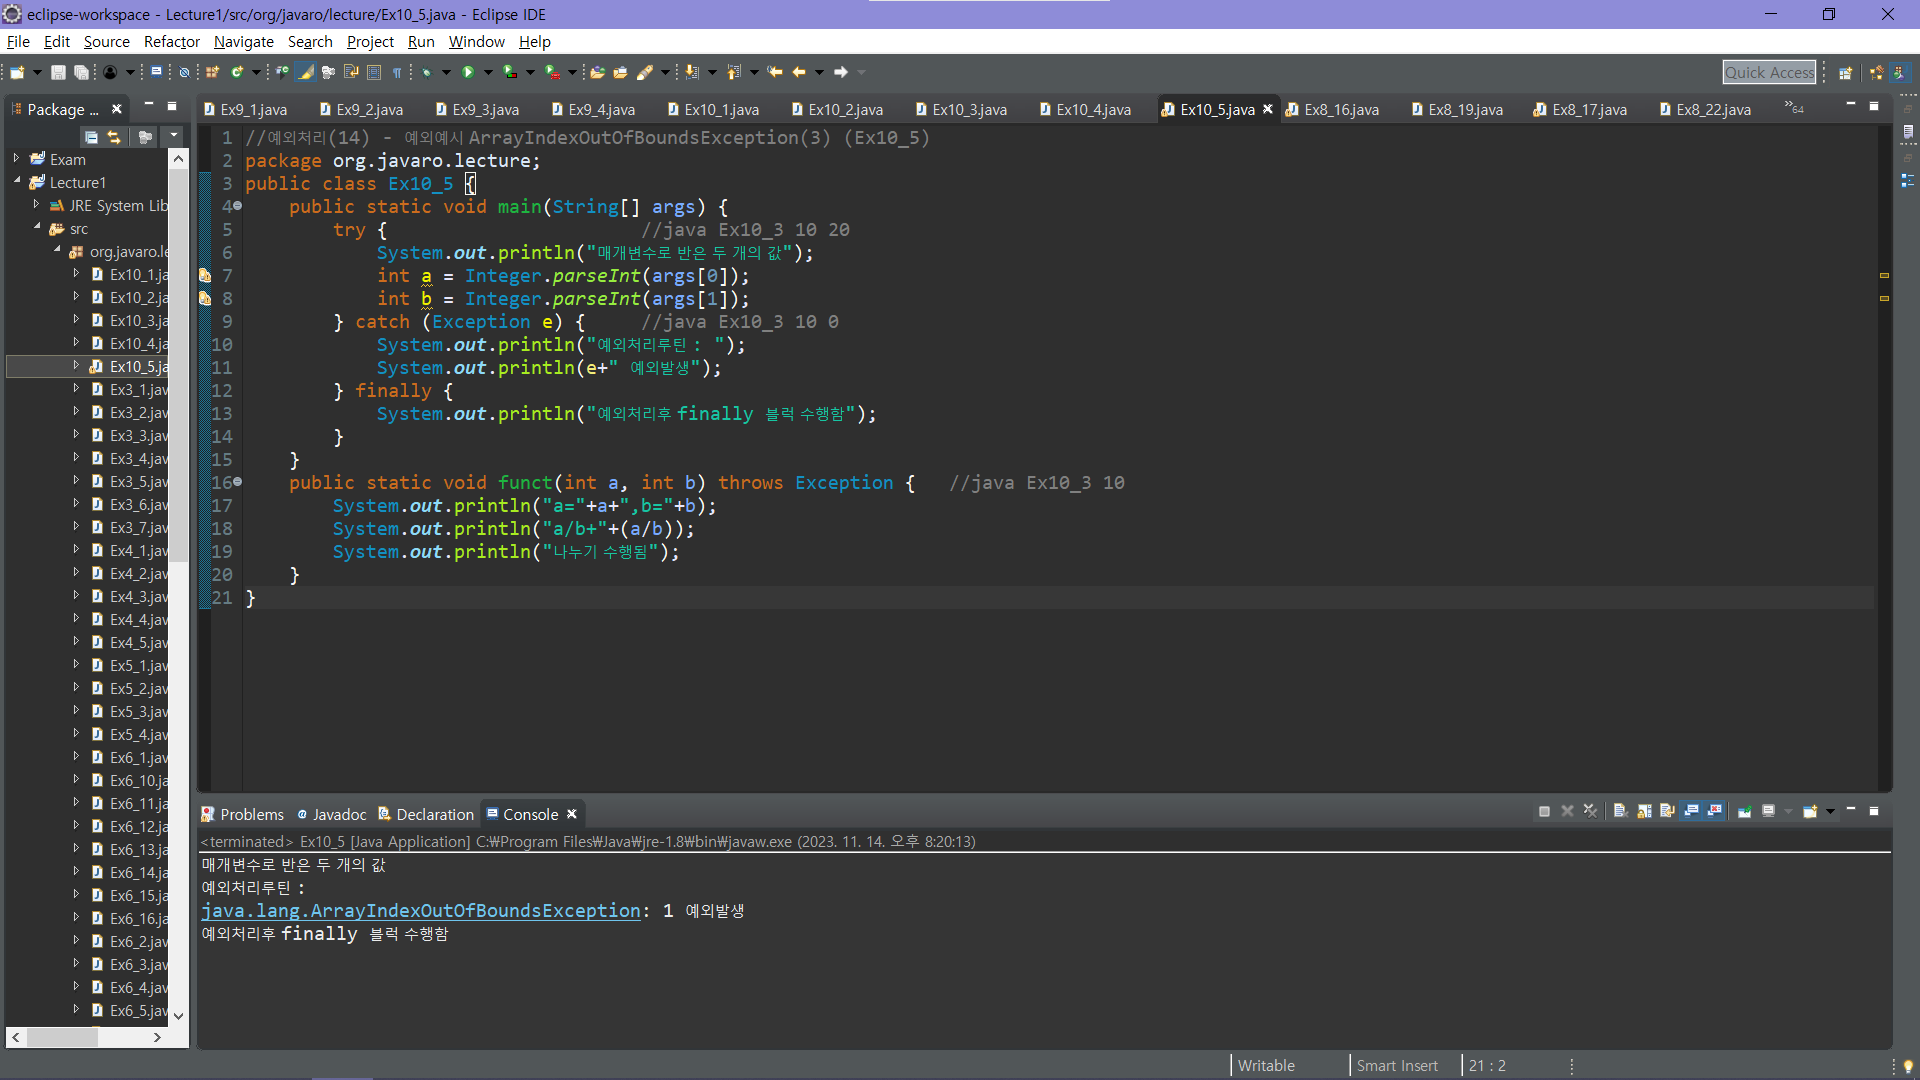 eclipse-workspace - Lecture1/src/org/javaro/lecture/Ex10_5.java - Eclipse IDE
File Edit Source Refactor Navigate Search Project Run Window Help
Quick Access
Package ...
Ex9_1.java Ex9_2.java Ex9_3.java Ex9_4.java Ex10_1.java Ex10_2.java Ex10_3.java Ex10_4.java Ex10_5.java Ex8_16.java Ex8_19.java Ex8_17.java Ex8_22.java »64
Exam
Lecture1
JRE System Lib
src
org.javaro.le
Ex10_1.ja
Ex10_2.ja
Ex10_3.ja
Ex10_4.ja
Ex10_5.ja
Ex3_1.jav
Ex3_2.jav
Ex3_3.jav
Ex3_4.jav
Ex3_5.jav
Ex3_6.jav
Ex3_7.jav
Ex4_1.jav
Ex4_2.jav
Ex4_3.jav
Ex4_4.jav
Ex4_5.jav
Ex5_1.jav
Ex5_2.jav
Ex5_3.jav
Ex5_4.jav
Ex6_1.jav
Ex6_10.ja
Ex6_11.ja
Ex6_12.ja
Ex6_13.ja
Ex6_14.ja
Ex6_15.ja
Ex6_16.ja
Ex6_2.jav
Ex6_3.jav
Ex6_4.jav
Ex6_5.jav
1 //예외처리(14) - 예외예시 ArrayIndexOutOfBoundsException(3) (Ex10_5)
2 package org.javaro.lecture;
3 public class Ex10_5 {
4 public static void main(String[] args) {
5 try { //java Ex10_3 10 20
6 System.out.println("매개변수로 반은 두 개의 값");
7 int a = Integer.parseInt(args[0]);
8 int b = Integer.parseInt(args[1]);
9 } catch (Exception e) { //java Ex10_3 10 0
10 System.out.println("예외처리루틴 : ");
11 System.out.println(e+" 예외발생");
12 } finally {
13 System.out.println("예외처리후 finally 블럭 수행함");
14 }
15 }
16 public static void funct(int a, int b) throws Exception { //java Ex10_3 10
17 System.out.println("a="+a+",b="+b);
18 System.out.println("a/b+"+(a/b));
19 System.out.println("나누기 수행됨");
20 }
21 }
Problems Javadoc Declaration Console
<terminated> Ex10_5 [Java Application] C:₩Program Files₩Java₩jre-1.8₩bin₩javaw.exe (2023. 11. 14. 오후 8:20:13)
매개변수로 반은 두 개의 값
예외처리루틴 :
java.lang.ArrayIndexOutOfBoundsException: 1 예외발생
예외처리후 finally 블럭 수행함
Writable Smart Insert 21 : 2